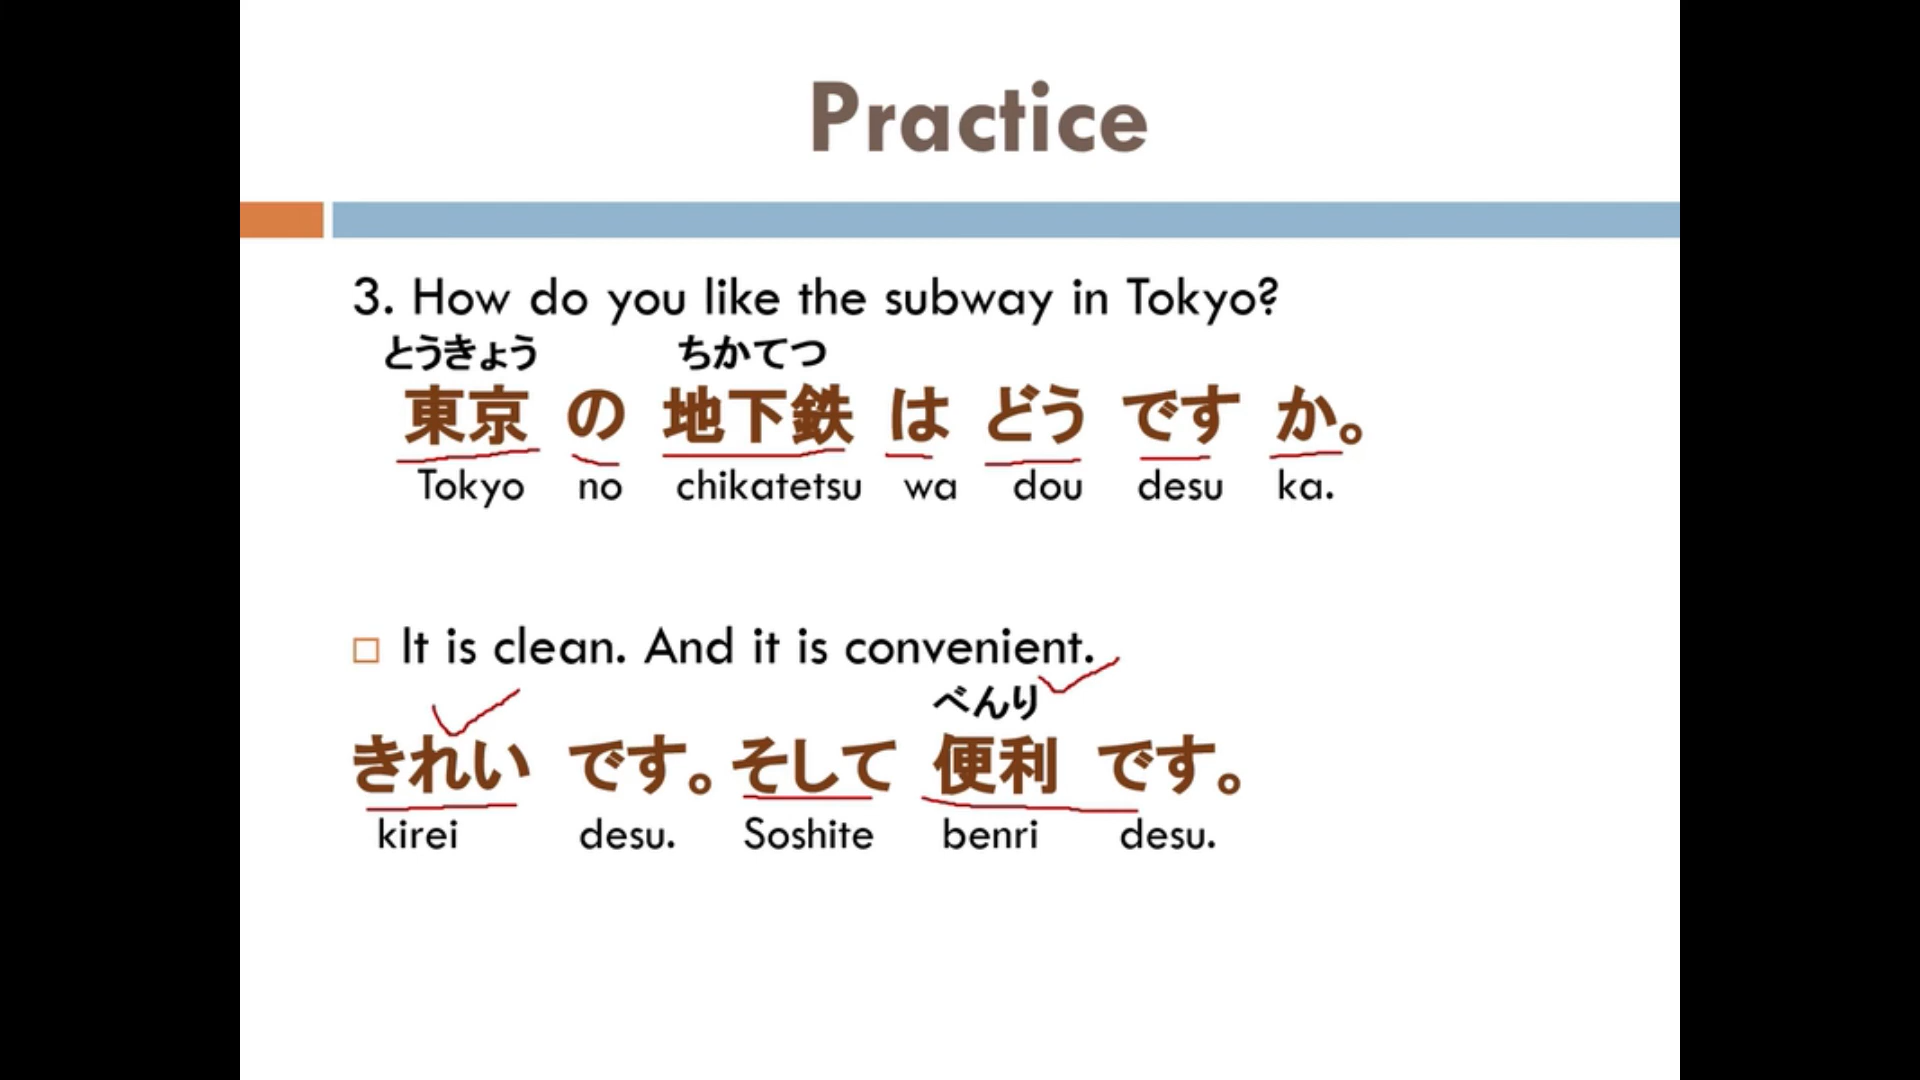 Practice
3. How do you like the subway in Tokyo?
とうきょう ちかてつ
東京 の 地下鉄 は どう です か。
Tokyo no chikatetsu wa dou desu ka.
It is clean. And it is convenient.
べんり
きれい です。そして 便利 です。
kirei desu. Soshite benri desu.